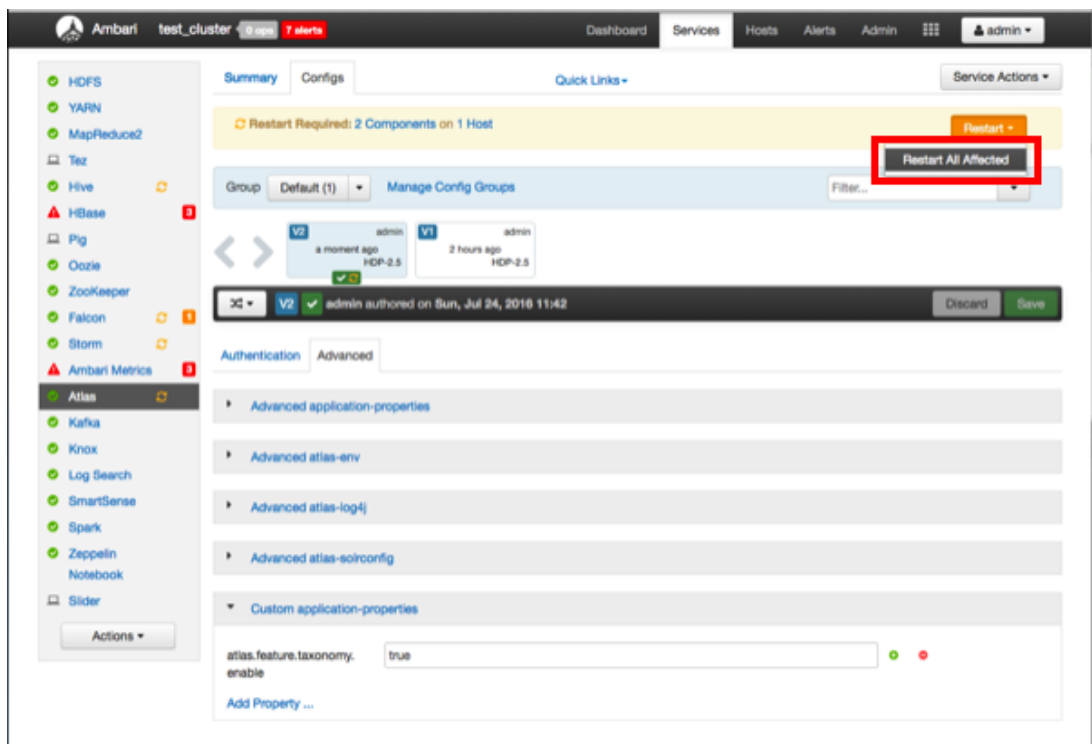 Ambari test_cluster 0 ops 7 alerts Dashboard Services Hosts Alerts Admin admin
HDFS
YARN
MapReduce2
Tez
Hive
HBase 3
Pig
Oozie
ZooKeeper
Falcon 1
Storm
Ambari Metrics 3
Atlas
Kafka
Knox
Log Search
SmartSense
Spark
Zeppelin
Notebook
Slider
Actions
Summary Configs Quick Links Service Actions
Restart Required: 2 Components on 1 Host Restart
Restart All Affected
Group Default (1) Manage Config Groups Filter...
V2 admin
a moment ago
HDP-2.5
V1 admin
2 hours ago
HDP-2.5
V2 admin authored on Sun, Jul 24, 2016 11:42 Discard Save
Authentication Advanced
Advanced application-properties
Advanced atlas-env
Advanced atlas-log4j
Advanced atlas-solrconfig
Custom application-properties
atlas.feature.taxonomy. true
enable
Add Property ...